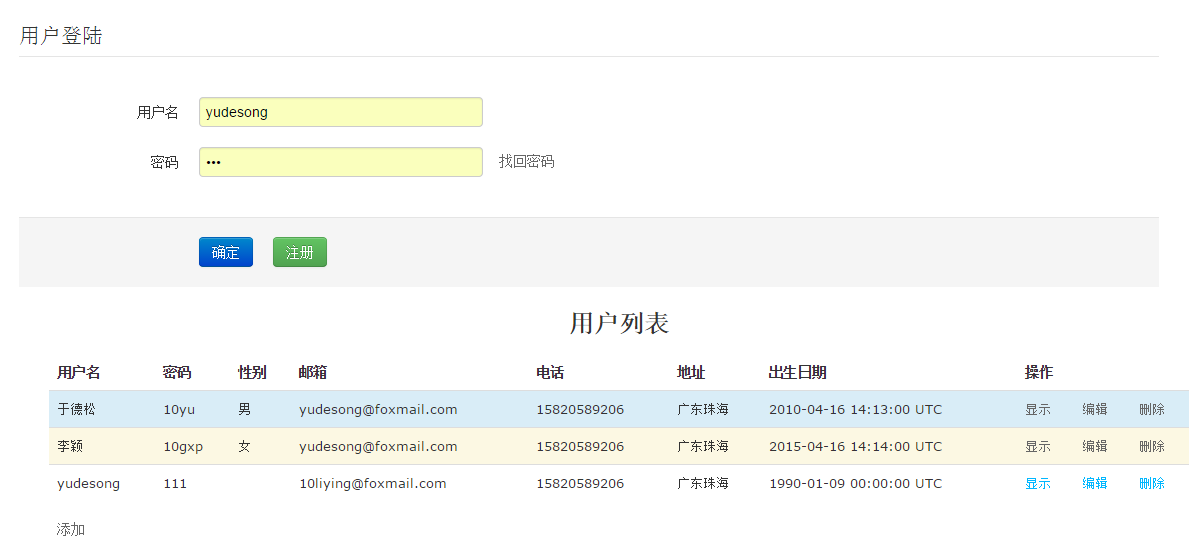 用户登陆
用户名 yudesong
密码 ••• 找回密码
确定 注册
用户列表
用户名 密码 性别 邮箱 电话 地址 出生日期 操作
于德松 10yu 男 yudesong@foxmail.com 15820589206 广东珠海 2010-04-16 14:13:00 UTC 显示 编辑 删除
李颖 10gxp 女 yudesong@foxmail.com 15820589206 广东珠海 2015-04-16 14:14:00 UTC 显示 编辑 删除
yudesong 111 10liying@foxmail.com 15820589206 广东珠海 1990-01-09 00:00:00 UTC 显示 编辑 删除
添加